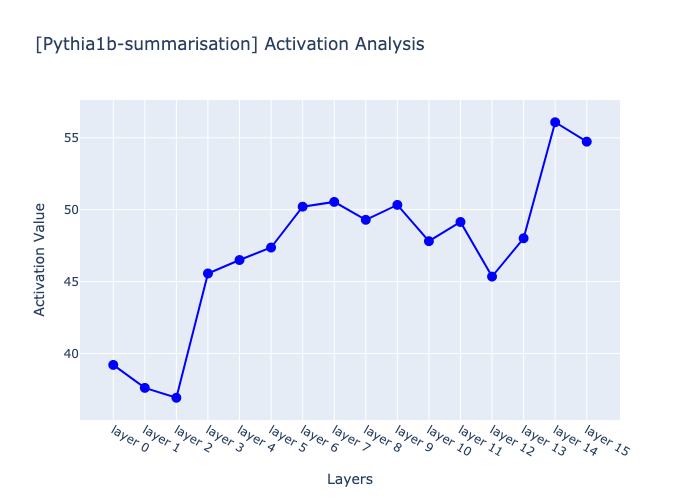 [Pythia1b-summarisation] Activation Analysis
55
50
45
40
Activation Value
layer 0
layer 1
layer 2
layer 3
layer 4
layer 5
layer 6
layer 7
layer 8
layer 9
layer 10
layer 11
layer 12
layer 13
layer 14
layer 15
Layers